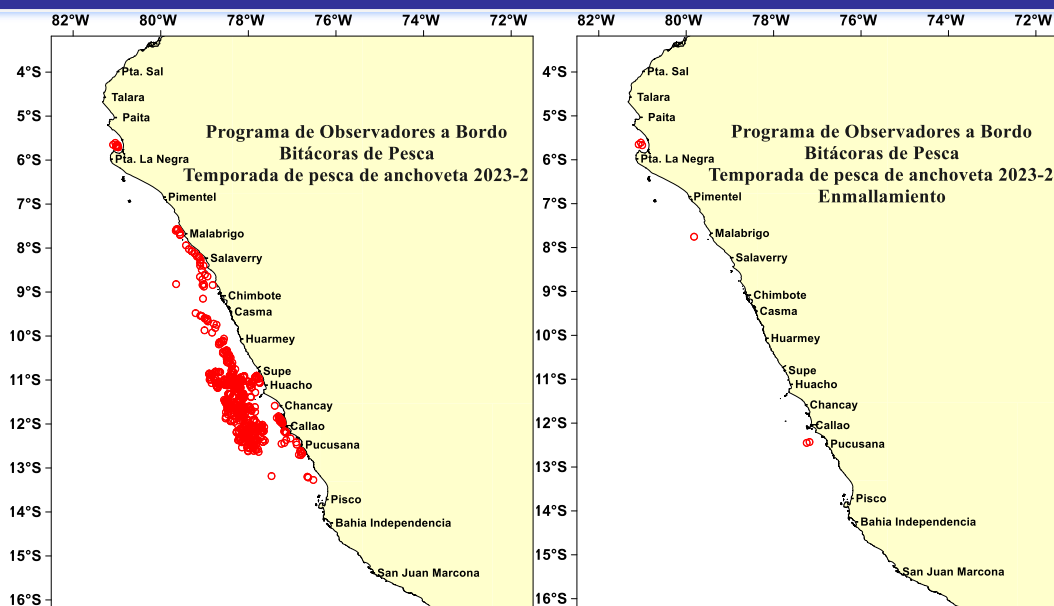 82°W 80°W 78°W 76°W 74°W 72°W
4°S
5°S
6°S
7°S
8°S
9°S
10°S
11°S
12°S
13°S
14°S
15°S
16°S
Programa de Observadores a Bordo
Bitácoras de Pesca
Temporada de pesca de anchoveta 2023-2
Pta. Sal
Talara
Paita
Pta. La Negra
Pimentel
Malabrigo
Salaverry
Chimbote
Casma
Huarmey
Supe
Huacho
Chancay
Callao
Pucusana
Pisco
Bahia Independencia
San Juan Marcona
82°W 80°W 78°W 76°W 74°W 72°W
4°S
5°S
6°S
7°S
8°S
9°S
10°S
11°S
12°S
13°S
14°S
15°S
16°S
Programa de Observadores a Bordo
Bitácoras de Pesca
Temporada de pesca de anchoveta 2023-2
Enmallamiento
Pta. Sal
Talara
Paita
Pta. La Negra
Pimentel
Malabrigo
Salaverry
Chimbote
Casma
Huarmey
Supe
Huacho
Chancay
Callao
Pucusana
Pisco
Bahia Independencia
San Juan Marcona